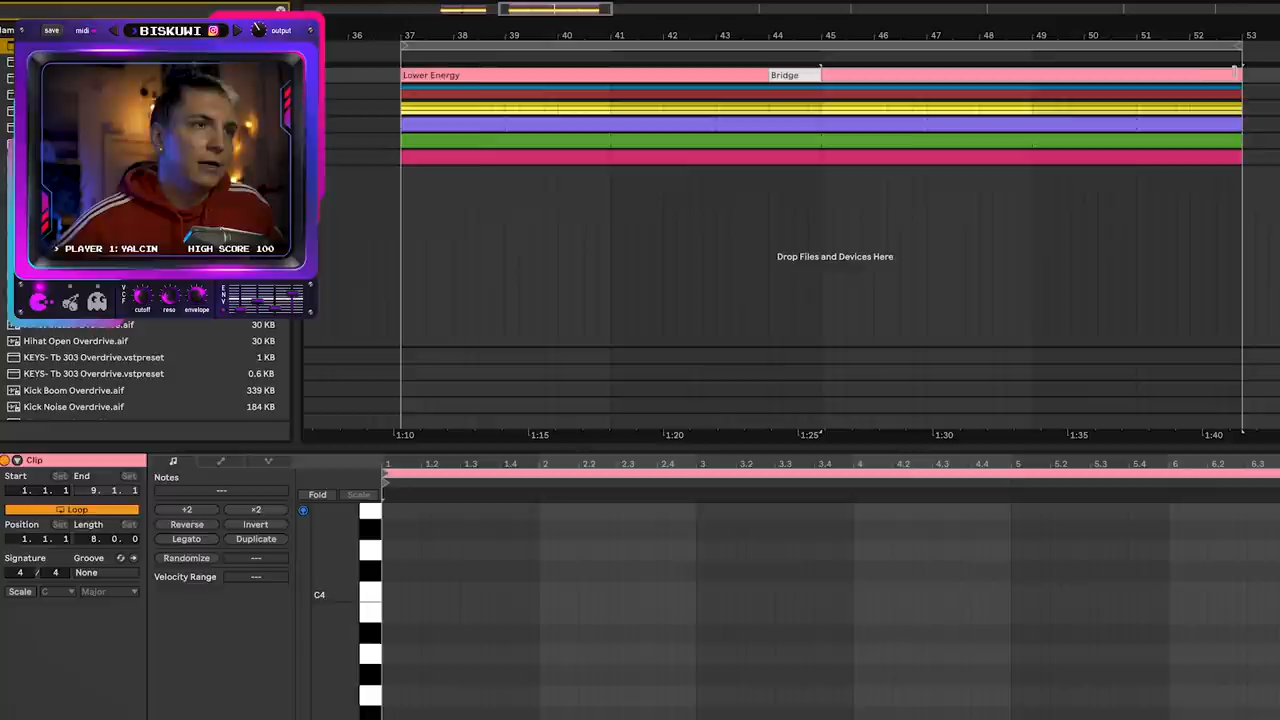 save midi BISKUWI output
PLAYER 1: YALCIN HIGH SCORE 100
VCF cutoff reso envelope ENV
36 37 38 39 40 41 42 43 44 45 46 47 48 49 50 51 52 53
Lower Energy Bridge
Drop Files and Devices Here
30 KB
Hihat Open Overdrive.aif 30 KB
KEYS- Tb 303 Overdrive.vstpreset 1 KB
KEYS- Tb 303 Overdrive.vstpreset 0.6 KB
Kick Boom Overdrive.aif 339 KB
Kick Noise Overdrive.aif 184 KB
1:10 1:15 1:20 1:25 1:30 1:35 1:40
Clip
Start Set End Set
1. 1. 1 9. 1. 1
Loop
Position Set Length Set
1. 1. 1 8. 0. 0
Signature Groove
4 / 4 None
Scale C Major
Notes
---
÷2 ×2
Reverse Invert
Legato Duplicate
Randomize ---
Velocity Range ---
1 1.2 1.3 1.4 2 2.2 2.3 2.4 3 3.2 3.3 3.4 4 4.2 4.3 4.4 5 5.2 5.3 5.4 6 6.2 6.3
Fold Scale
C4